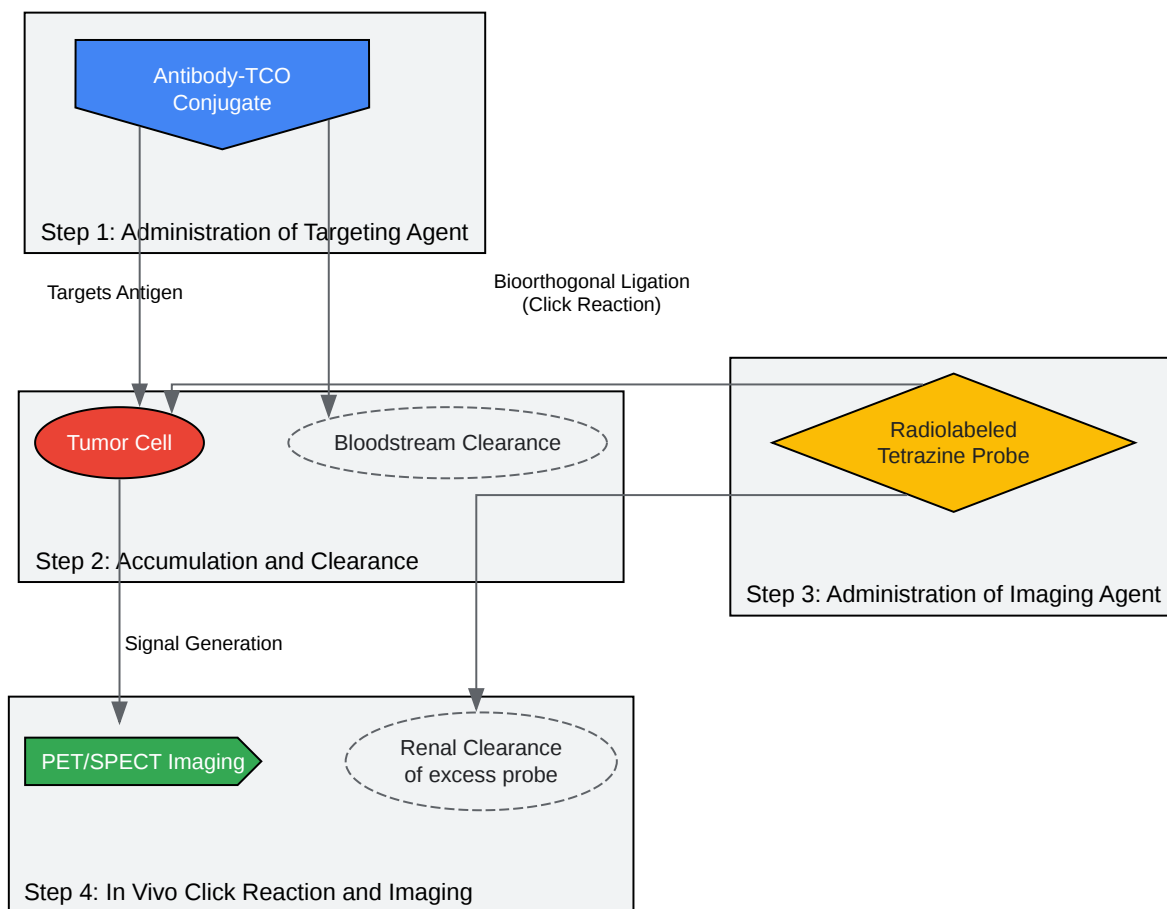 Antibody-TCO
Conjugate
Step 1: Administration of Targeting Agent
Targets Antigen
Bioorthogonal Ligation
(Click Reaction)
Tumor Cell
Bloodstream Clearance
Radiolabeled
Tetrazine Probe
Step 2: Accumulation and Clearance
Step 3: Administration of Imaging Agent
Signal Generation
PET/SPECT Imaging
Renal Clearance
of excess probe
Step 4: In Vivo Click Reaction and Imaging